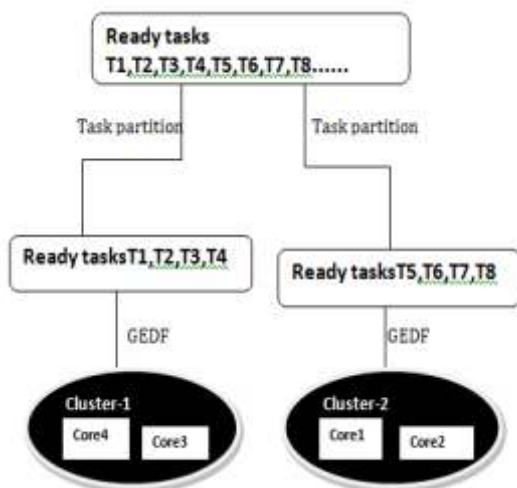 Ready tasks
T1,T2,T3,T4,T5,T6,T7,T8......
Task partition
Task partition
Ready tasksT1,T2,T3,T4
Ready tasksT5,T6,T7,T8
GEDF
GEDF
Cluster-1
Core4
Core3
Cluster-2
Core1
Core2